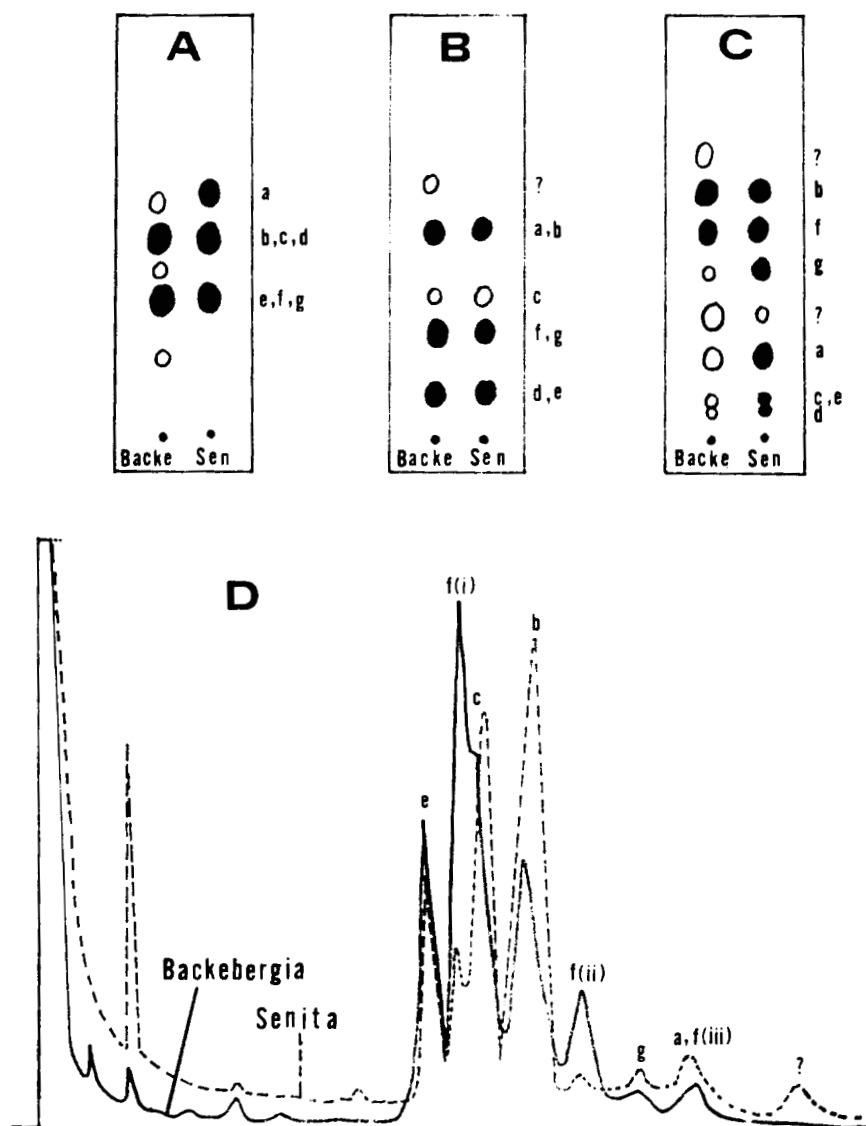 A
a
b,c,d
e,f,g
Backe Sen
B
?
a,b
c
f,g
d,e
Backe Sen
C
?
b
f
g
?
a
c,e
d
Backe Sen
D
f(i)
b
c
e
f(ii)
g
a,f(iii)
?
Backebergia
Senita